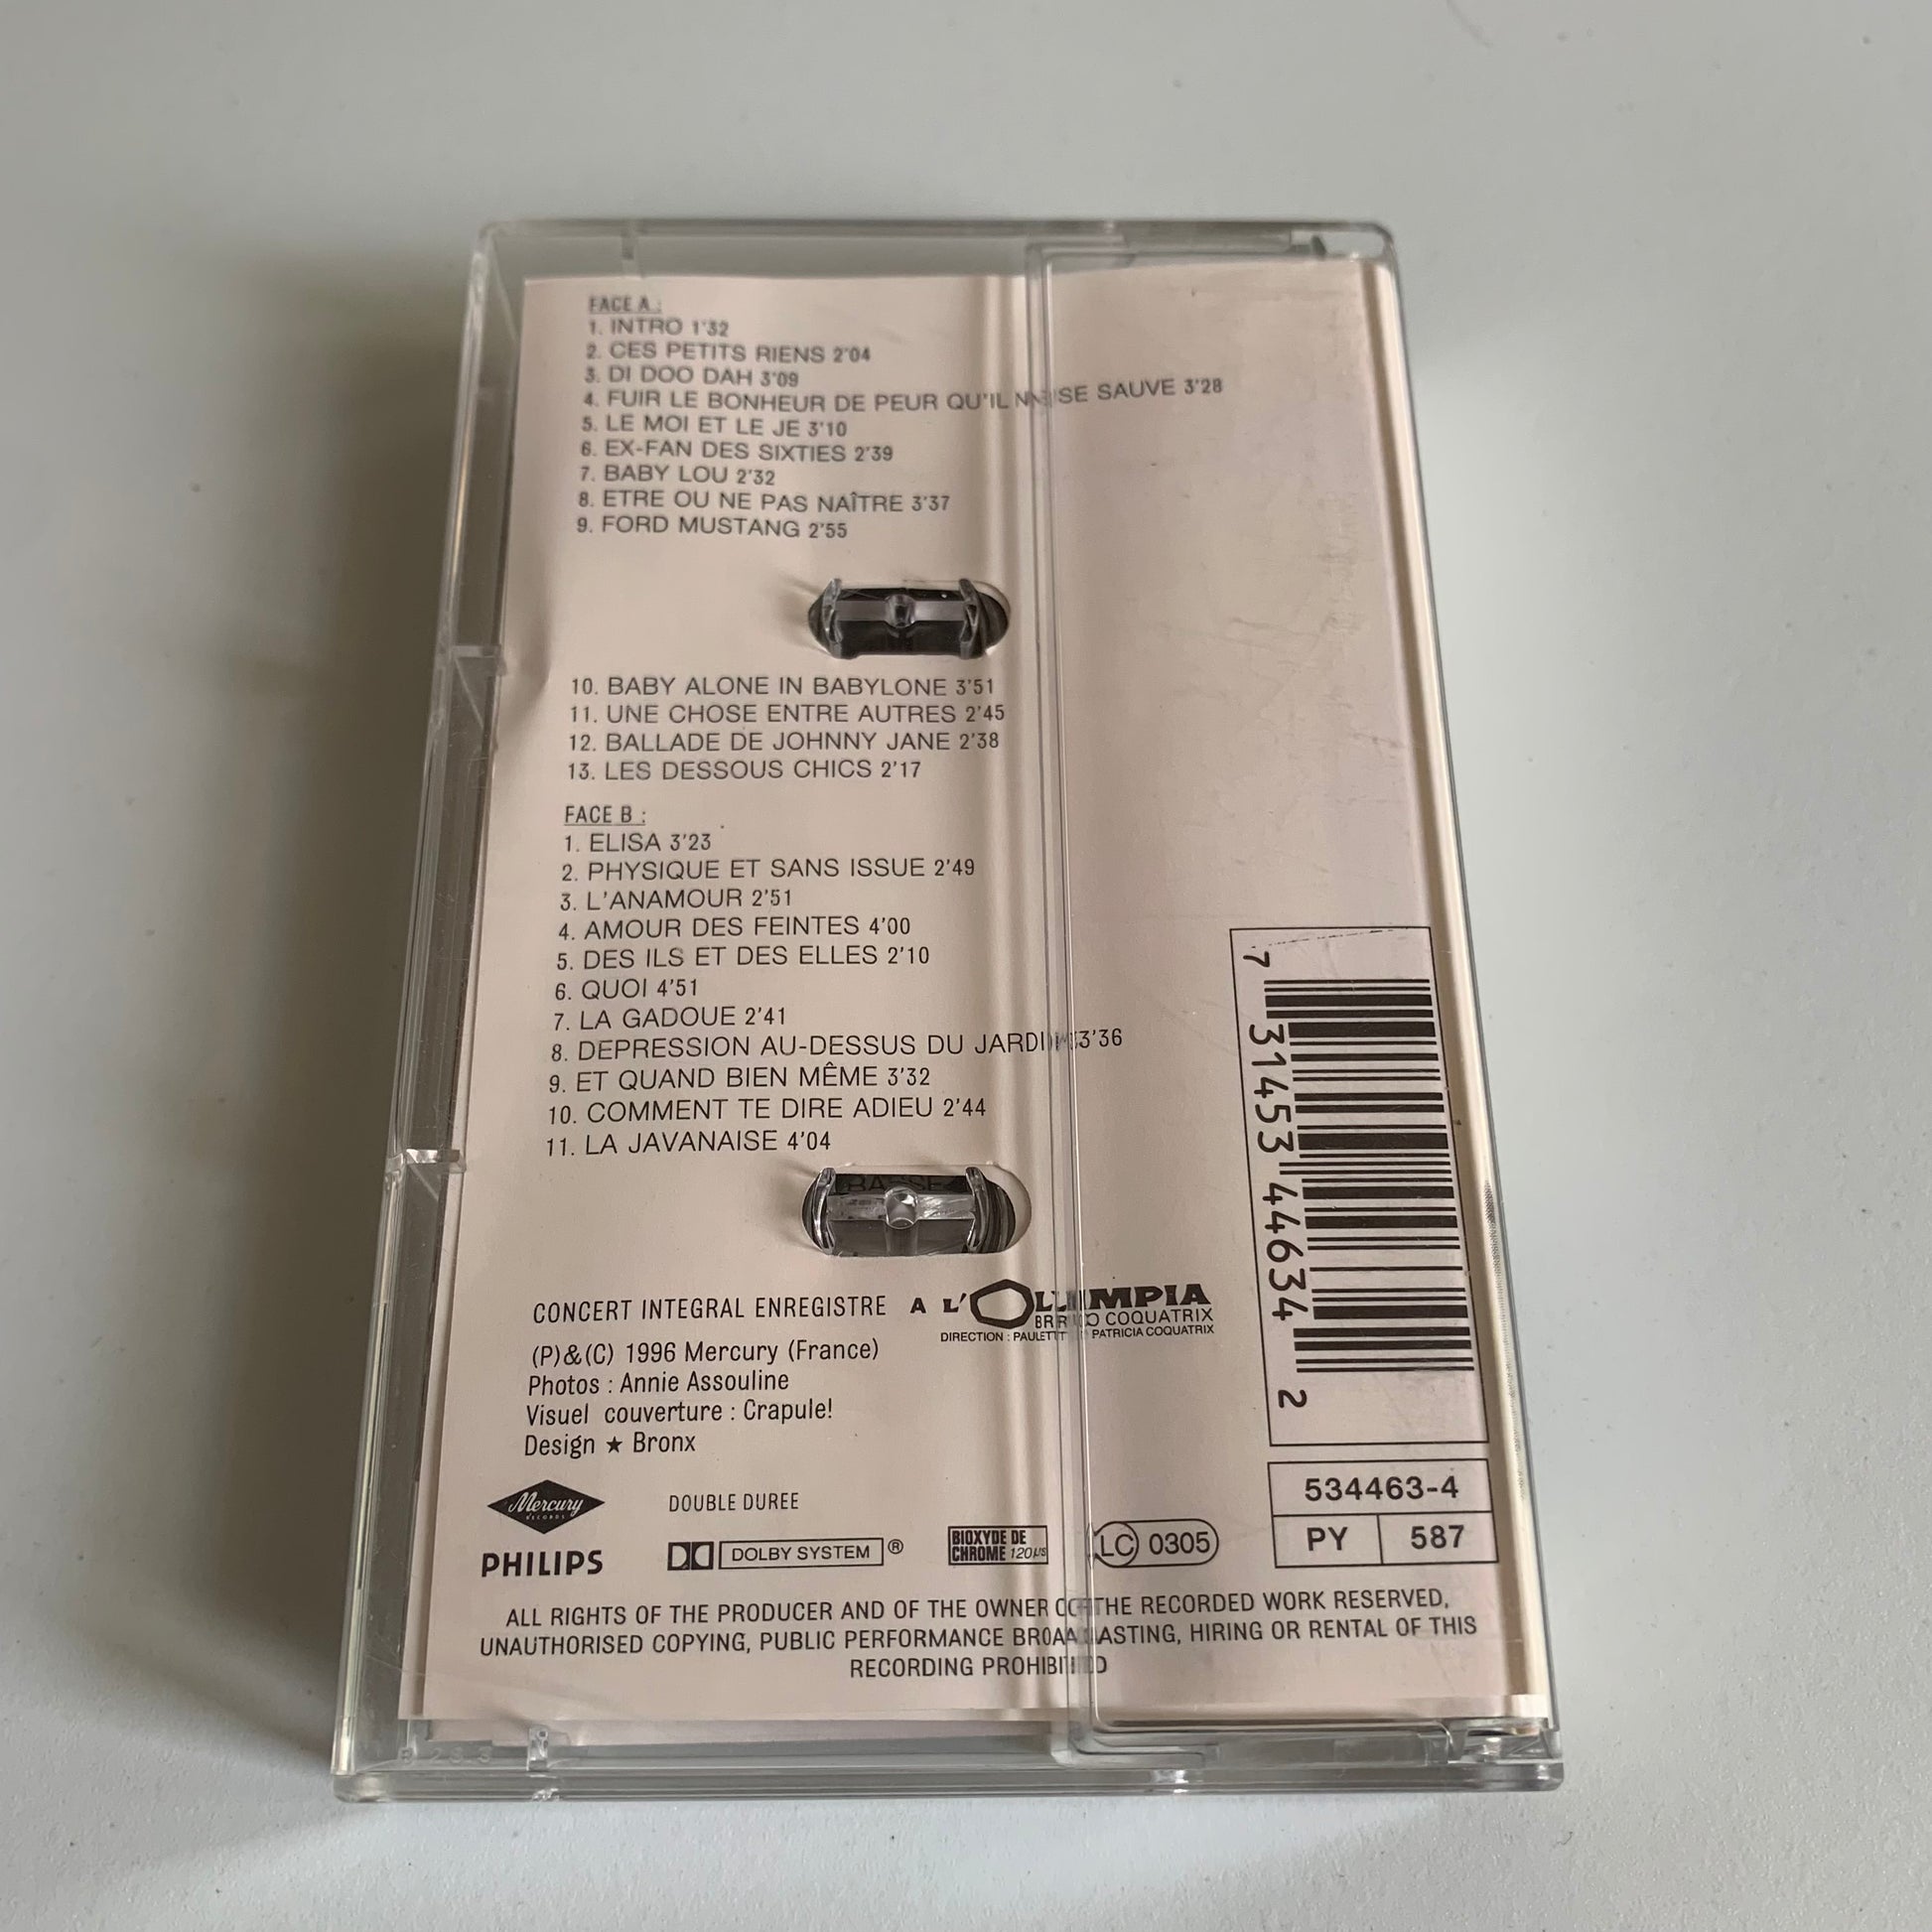 FACE A :
1. INTRO 1'32
2. CES PETITS RIENS 2'04
3. DI DOO DAH 3'09
4. FUIR LE BONHEUR DE PEUR QU'IL NE SE SAUVE 3'28
5. LE MOI ET LE JE 3'10
6. EX-FAN DES SIXTIES 2'39
7. BABY LOU 2'32
8. ETRE OU NE PAS NAÎTRE 3'37
9. FORD MUSTANG 2'55
10. BABY ALONE IN BABYLONE 3'51
11. UNE CHOSE ENTRE AUTRES 2'45
12. BALLADE DE JOHNNY JANE 2'38
13. LES DESSOUS CHICS 2'17
FACE B :
1. ELISA 3'23
2. PHYSIQUE ET SANS ISSUE 2'49
3. L'ANAMOUR 2'51
4. AMOUR DES FEINTES 4'00
5. DES ILS ET DES ELLES 2'10
6. QUOI 4'51
7. LA GADOUE 2'41
8. DEPRESSION AU-DESSUS DU JARDIN 3'36
9. ET QUAND BIEN MÊME 3'32
10. COMMENT TE DIRE ADIEU 2'44
11. LA JAVANAISE 4'04
BASSE
CONCERT INTEGRAL ENREGISTRE A L'OLYMPIA
BRUNO COQUATRIX
DIRECTION : PAULETTE PATRICIA COQUATRIX
(P)&(C) 1996 Mercury (France)
Photos : Annie Assouline
Visuel couverture : Crapule!
Design ★ Bronx
Mercury
RECORDS
PHILIPS
DOUBLE DUREE
DOLBY SYSTEM ®
BIOXYDE DE
CHROME 120µs
LC 0305
7 31453 44634 2
534463-4
PY 587
ALL RIGHTS OF THE PRODUCER AND OF THE OWNER OF THE RECORDED WORK RESERVED,
UNAUTHORISED COPYING, PUBLIC PERFORMANCE BROADCASTING, HIRING OR RENTAL OF THIS
RECORDING PROHIBITED